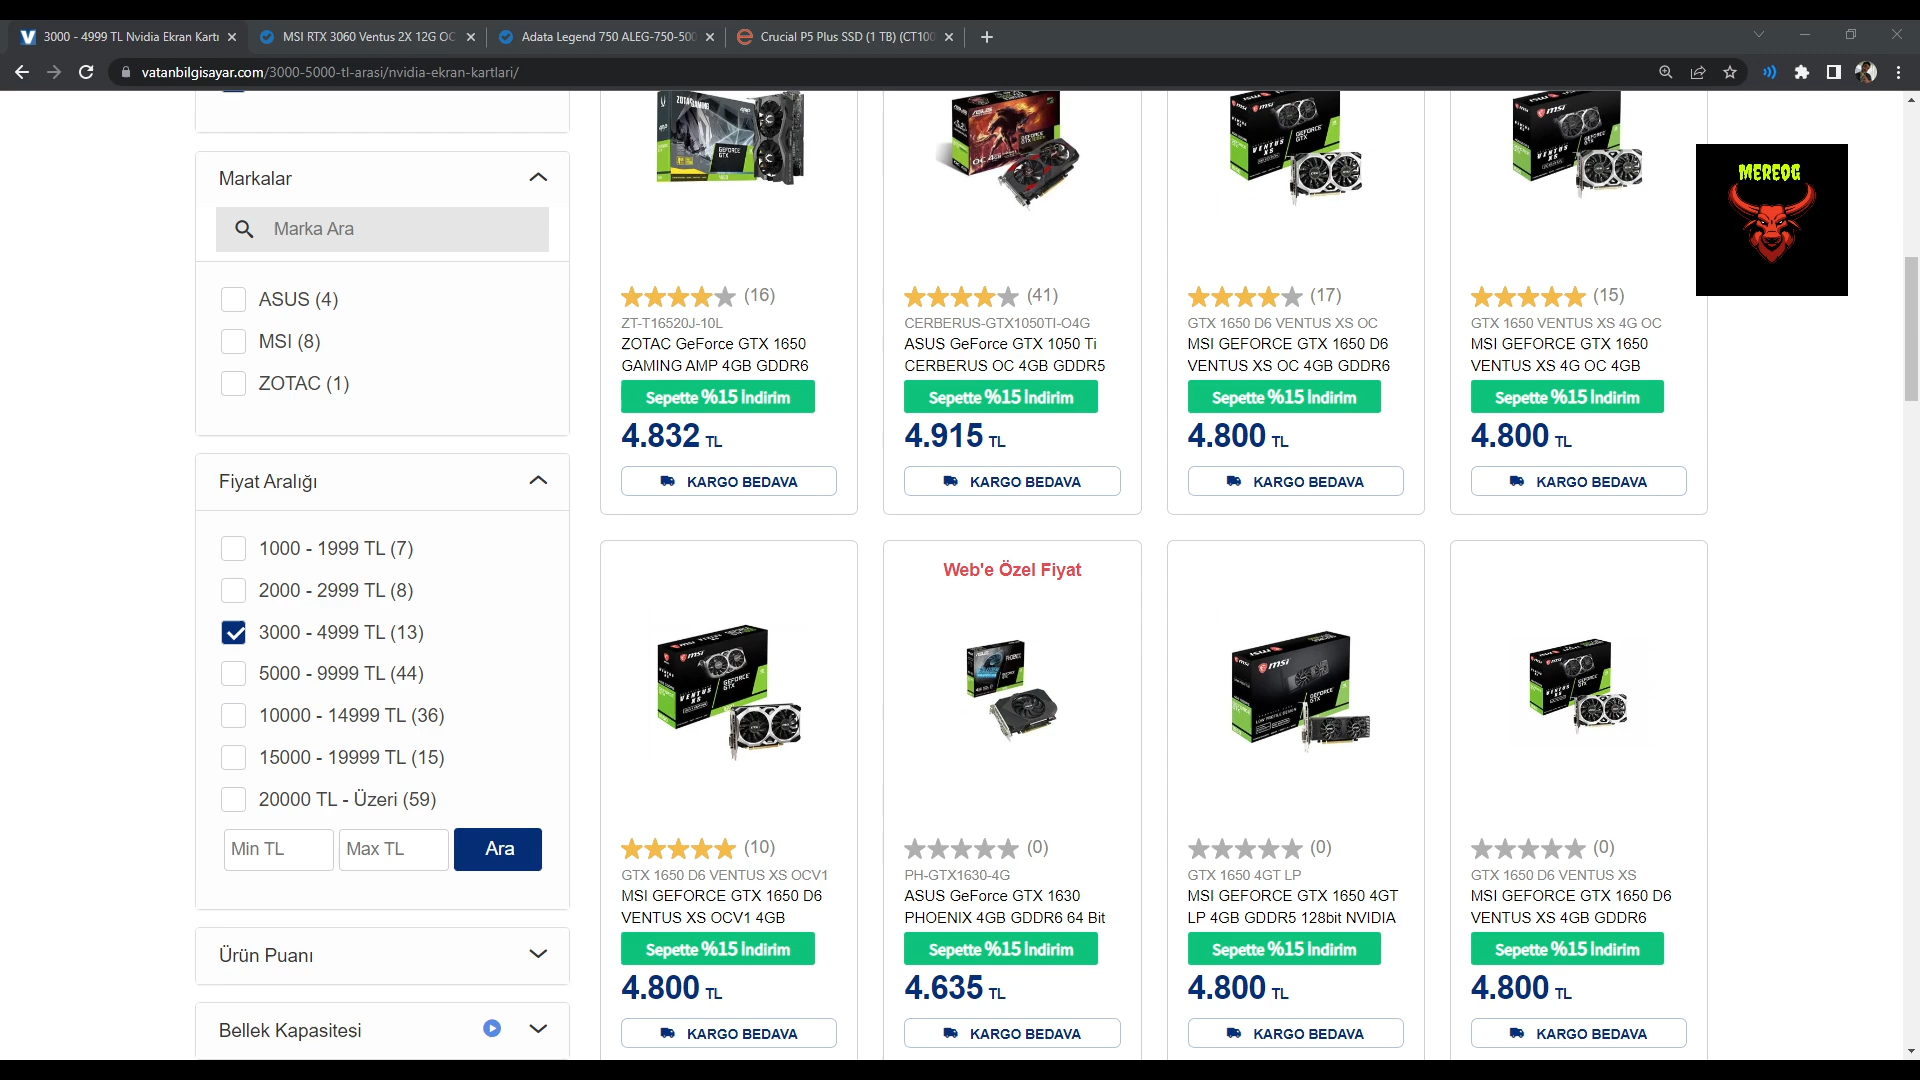 3000 - 4999 TL Nvidia Ekran Kartı
MSI RTX 3060 Ventus 2X 12G OC
Adata Legend 750 ALEG-750-500
Crucial P5 Plus SSD (1 TB) (CT100
vatanbilgisayar.com/3000-5000-tl-arasi/nvidia-ekran-kartlari/
MEREOG
Markalar
Marka Ara
ASUS (4)
MSI (8)
ZOTAC (1)
Fiyat Aralığı
1000 - 1999 TL (7)
2000 - 2999 TL (8)
3000 - 4999 TL (13)
5000 - 9999 TL (44)
10000 - 14999 TL (36)
15000 - 19999 TL (15)
20000 TL - Üzeri (59)
Min TL
Max TL
Ara
Ürün Puanı
Bellek Kapasitesi
(16)
ZT-T16520J-10L
ZOTAC GeForce GTX 1650
GAMING AMP 4GB GDDR6
Sepette %15 İndirim
4.832 TL
KARGO BEDAVA
(41)
CERBERUS-GTX1050TI-O4G
ASUS GeForce GTX 1050 Ti
CERBERUS OC 4GB GDDR5
Sepette %15 İndirim
4.915 TL
KARGO BEDAVA
(17)
GTX 1650 D6 VENTUS XS OC
MSI GEFORCE GTX 1650 D6
VENTUS XS OC 4GB GDDR6
Sepette %15 İndirim
4.800 TL
KARGO BEDAVA
(15)
GTX 1650 VENTUS XS 4G OC
MSI GEFORCE GTX 1650
VENTUS XS 4G OC 4GB
Sepette %15 İndirim
4.800 TL
KARGO BEDAVA
(10)
GTX 1650 D6 VENTUS XS OCV1
MSI GEFORCE GTX 1650 D6
VENTUS XS OCV1 4GB
Sepette %15 İndirim
4.800 TL
KARGO BEDAVA
Web'e Özel Fiyat
(0)
PH-GTX1630-4G
ASUS GeForce GTX 1630
PHOENIX 4GB GDDR6 64 Bit
Sepette %15 İndirim
4.635 TL
KARGO BEDAVA
(0)
GTX 1650 4GT LP
MSI GEFORCE GTX 1650 4GT
LP 4GB GDDR5 128bit NVIDIA
Sepette %15 İndirim
4.800 TL
KARGO BEDAVA
(0)
GTX 1650 D6 VENTUS XS
MSI GEFORCE GTX 1650 D6
VENTUS XS 4GB GDDR6
Sepette %15 İndirim
4.800 TL
KARGO BEDAVA